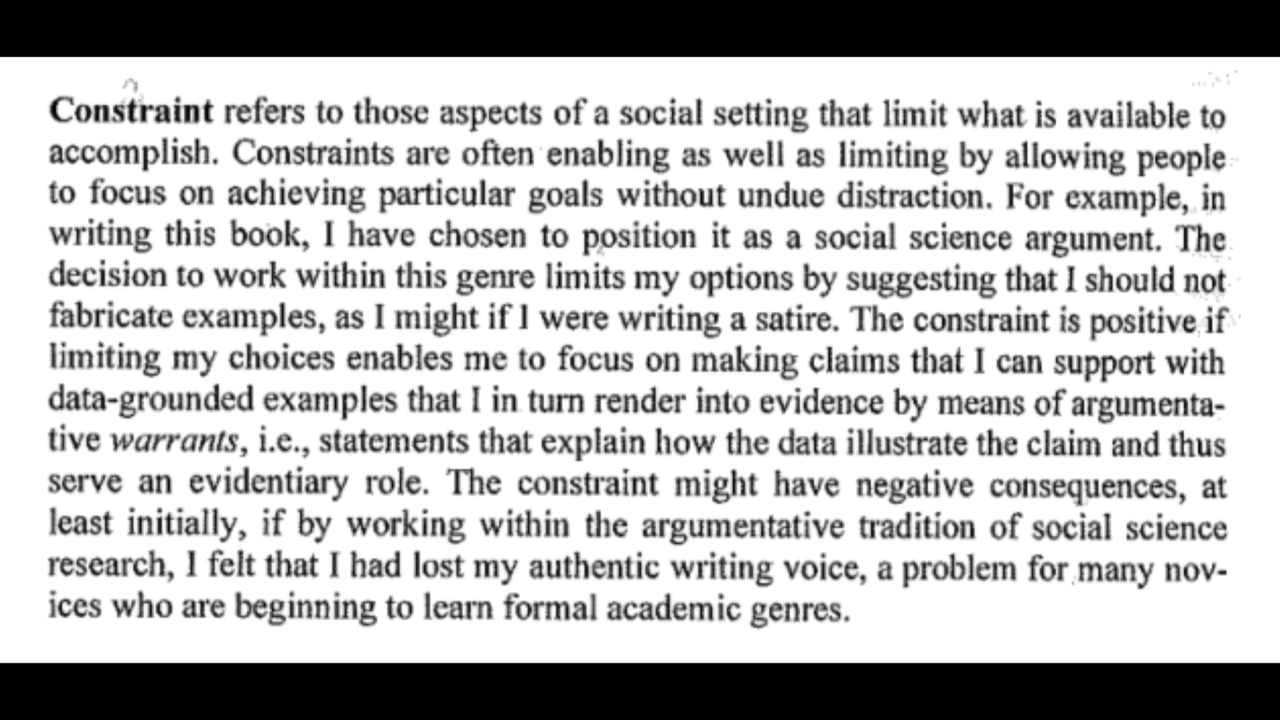 Constraint refers to those aspects of a social setting that limit what is available to
accomplish. Constraints are often enabling as well as limiting by allowing people
to focus on achieving particular goals without undue distraction. For example, in
writing this book, I have chosen to position it as a social science argument. The
decision to work within this genre limits my options by suggesting that I should not
fabricate examples, as I might if I were writing a satire. The constraint is positive if
limiting my choices enables me to focus on making claims that I can support with
data-grounded examples that I in turn render into evidence by means of argumenta-
tive warrants, i.e., statements that explain how the data illustrate the claim and thus
serve an evidentiary role. The constraint might have negative consequences, at
least initially, if by working within the argumentative tradition of social science
research, I felt that I had lost my authentic writing voice, a problem for many nov-
ices who are beginning to learn formal academic genres.